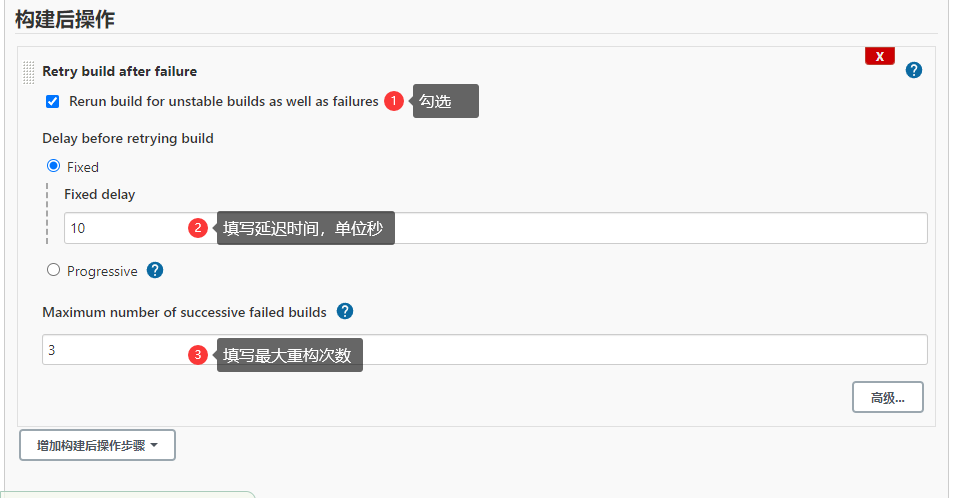 构建后操作
X
Retry build after failure
?
Rerun build for unstable builds as well as failures 1 勾选
Delay before retrying build
Fixed
Fixed delay
10 2 填写延迟时间，单位秒
Progressive ?
Maximum number of successive failed builds ?
3 3 填写最大重构次数
高级...
增加构建后操作步骤